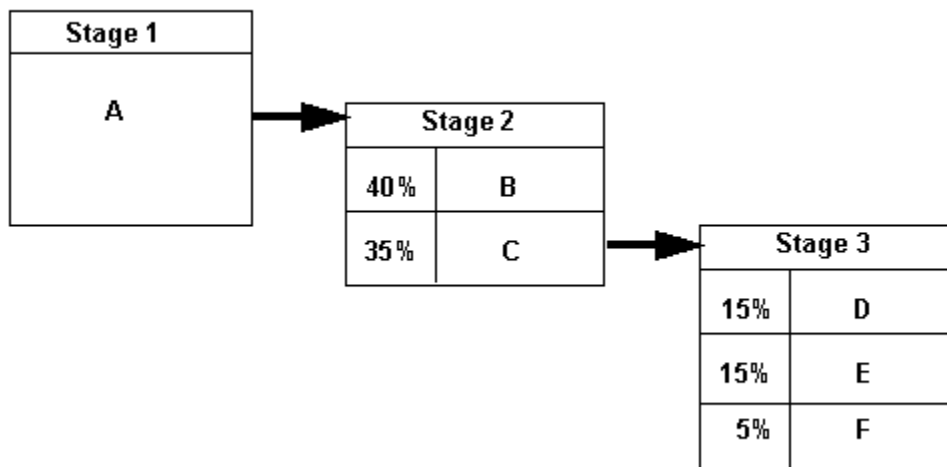 Stage 1
A
Stage 2
40% B
35% C
Stage 3
15% D
15% E
5% F